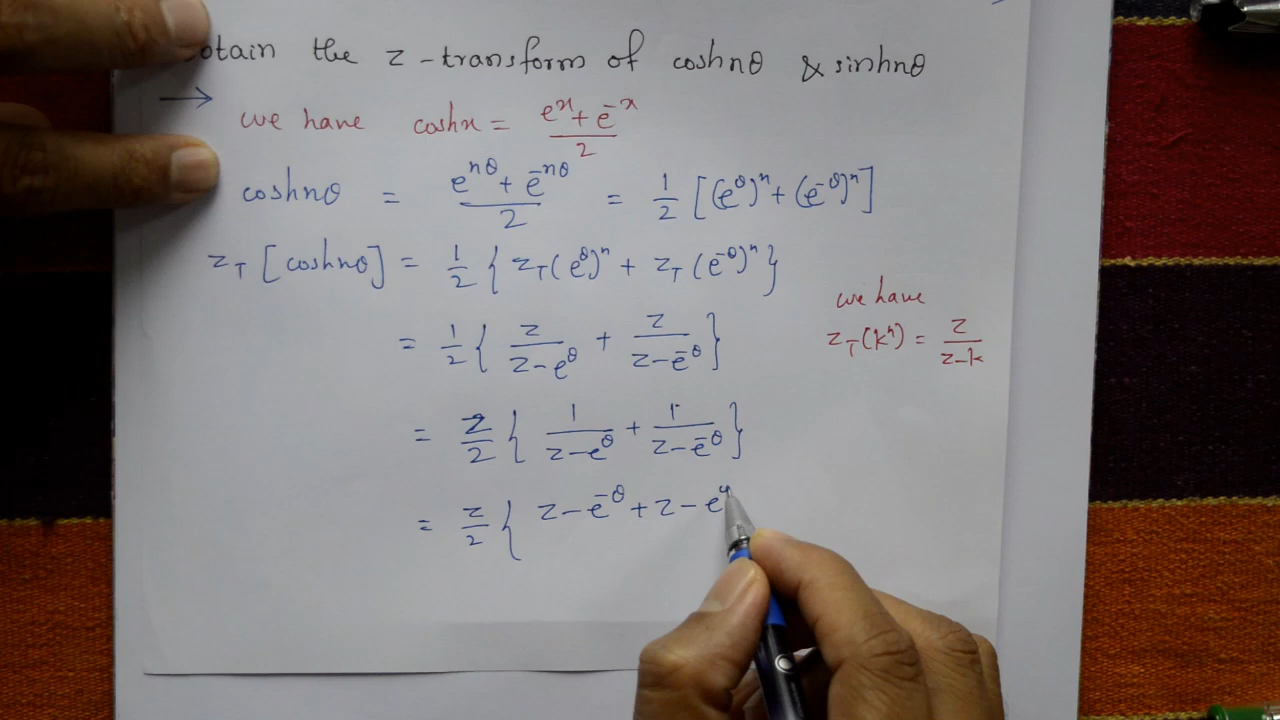 otain the z-transform of coshnθ & sinhnθ
→ we have coshx = (e^x + e^-x)/2
coshnθ = (e^nθ + e^-nθ)/2 = 1/2 [(e^θ)^n + (e^-θ)^n]
z_T [coshnθ] = 1/2 { z_T(e^θ)^n + z_T(e^-θ)^n }
= 1/2 { z/(z-e^θ) + z/(z-e^-θ) }
we have
z_T(k^n) = z/(z-k)
= z/2 { 1/(z-e^θ) + 1/(z-e^-θ) }
= z/2 { z-e^-θ + z-e